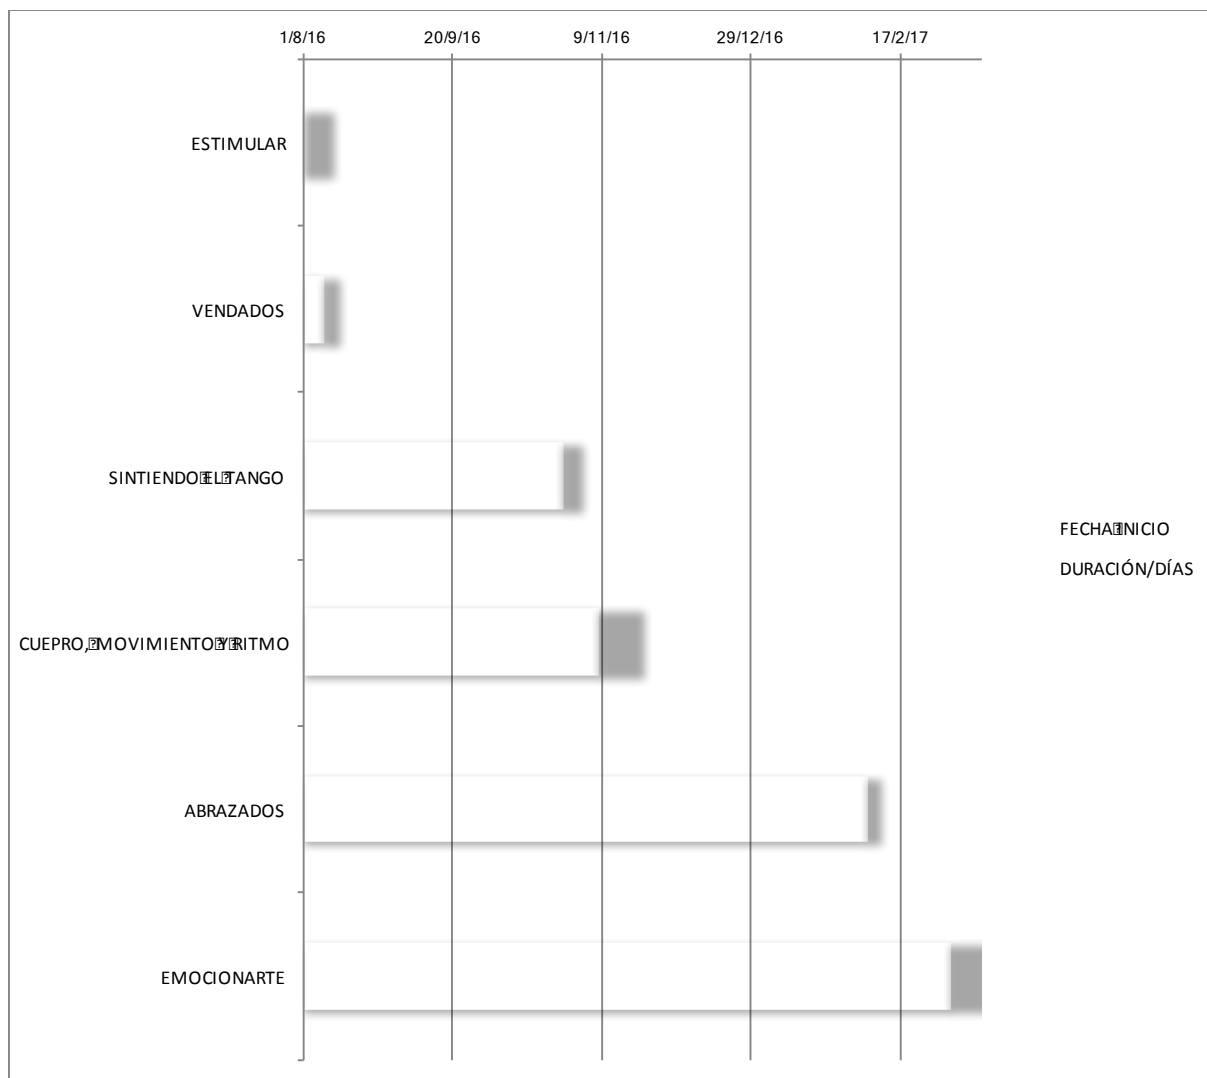 1/8/16 20/9/16 9/11/16 29/12/16 17/2/17
ESTIMULAR
VENDADOS
SINTIENDO EL TANGO
FECHA INICIO
DURACIÓN/DÍAS
CUEPRO, MOVIMIENTO Y RITMO
ABRAZADOS
EMOCIONARTE